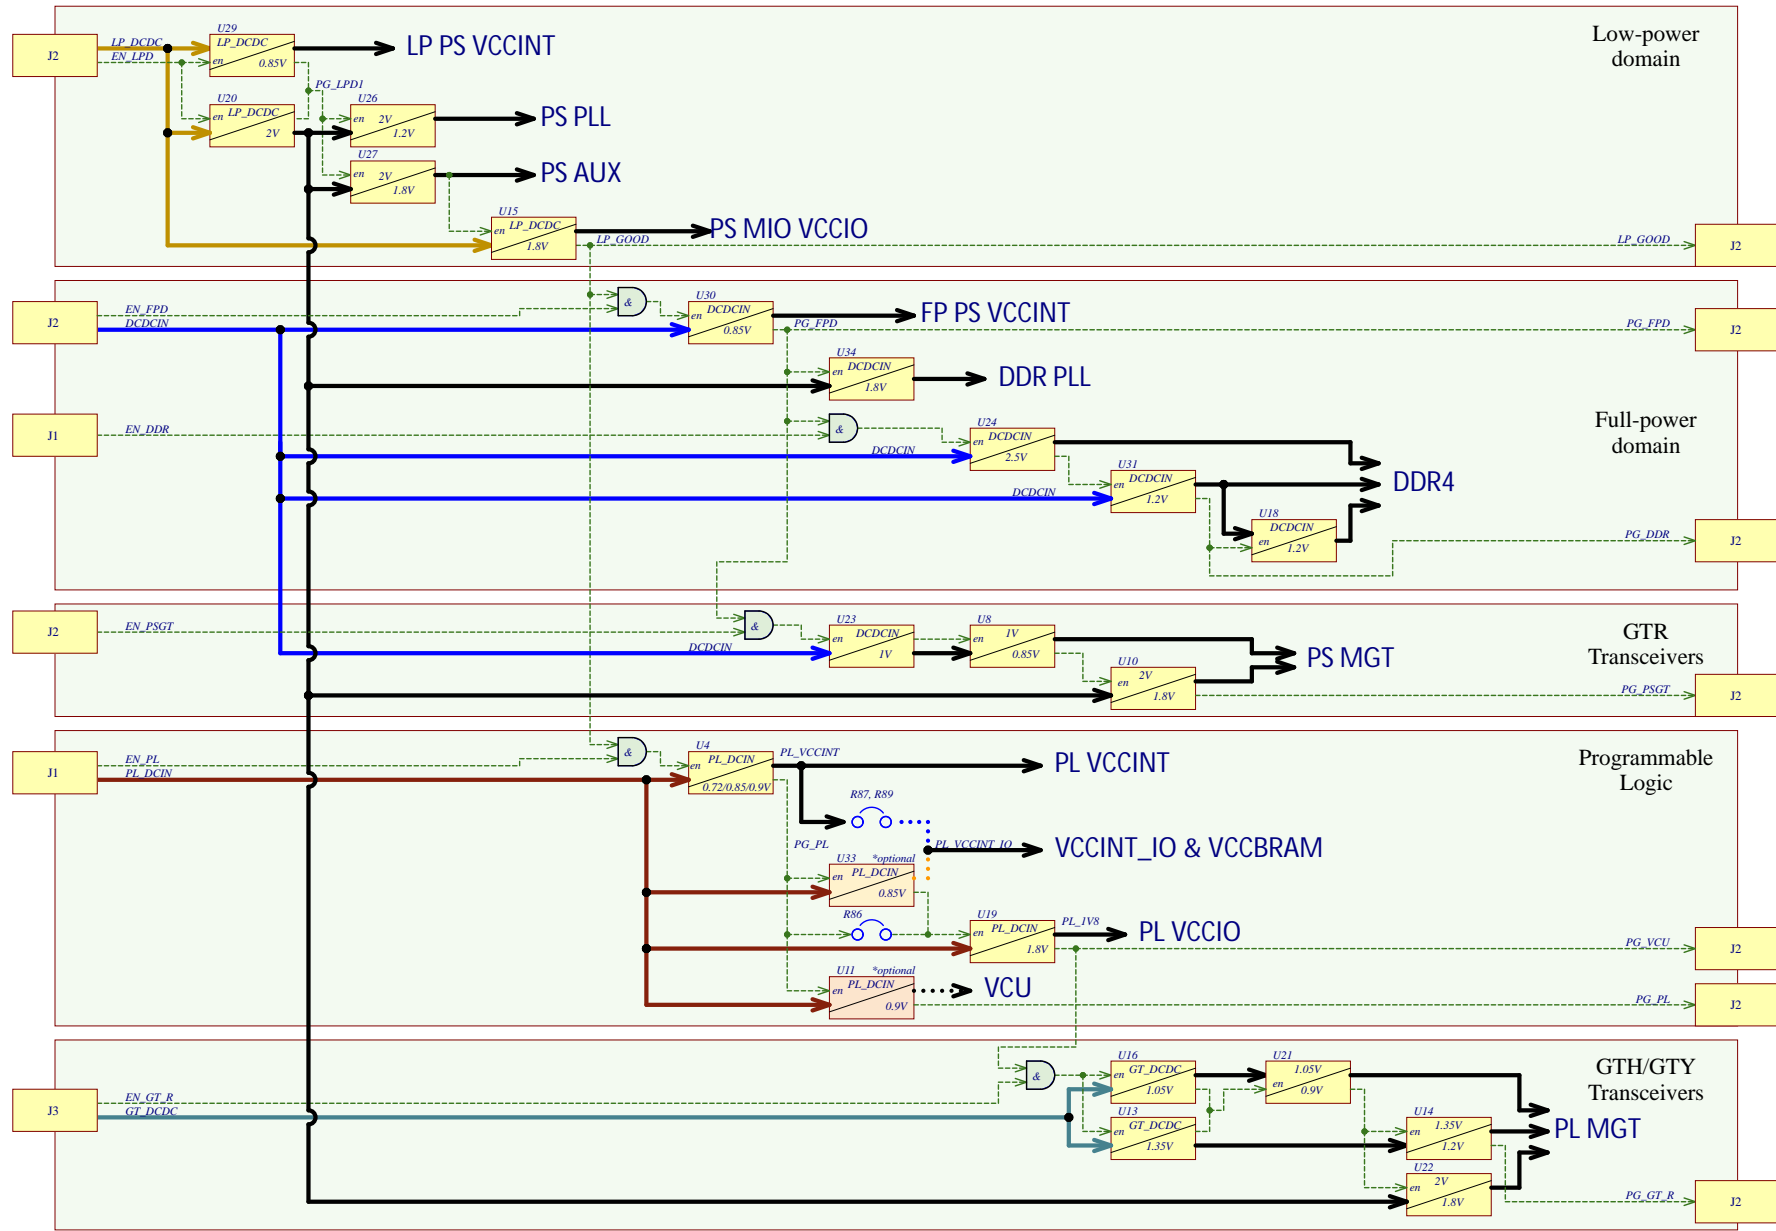 Low-power
domain
J2
LP_DCDC
EN_LPD
U29
LP_DCDC
en
0.85V
LP PS VCCINT
PG_LPD1
U20
en
LP_DCDC
2V
U26
en
2V
1.2V
PS PLL
U27
en
2V
1.8V
PS AUX
U15
en
LP_DCDC
1.8V
PS MIO VCCIO
LP_GOOD
LP_GOOD
J2
Full-power
domain
J2
EN_FPD
DCDCIN
&
U30
DCDCIN
en
0.85V
FP PS VCCINT
PG_FPD
PG_FPD
J2
U34
DCDCIN
en
1.8V
DDR PLL
J1
EN_DDR
&
U24
DCDCIN
en
2.5V
DCDCIN
U31
en
DCDCIN
1.2V
DCDCIN
DDR4
U18
DCDCIN
en
1.2V
PG_DDR
J2
GTR
Transceivers
J2
EN_PSGT
&
U23
DCDCIN
en
1V
DCDCIN
U8
1V
en
0.85V
PS MGT
U10
2V
en
1.8V
PG_PSGT
J2
Programmable
Logic
J1
EN_PL
PL_DCIN
&
U4
PL_DCIN
en
0.72/0.85/0.9V
PL_VCCINT
PL VCCINT
R87, R89
PG_PL
PL_VCCINT_IO
VCCINT_IO & VCCBRAM
U33
*optional
PL_DCIN
en
0.85V
R86
U19
PL_DCIN
en
1.8V
PL_1V8
PL VCCIO
PG_VCU
J2
U11
*optional
PL_DCIN
en
0.9V
VCU
PG_PL
J2
GTH/GTY
Transceivers
J3
EN_GT_R
GT_DCDC
&
U16
GT_DCDC
en
1.05V
U21
1.05V
en
0.9V
U13
GT_DCDC
en
1.35V
U14
1.35V
en
1.2V
PL MGT
U22
2V
en
1.8V
PG_GT_R
J2